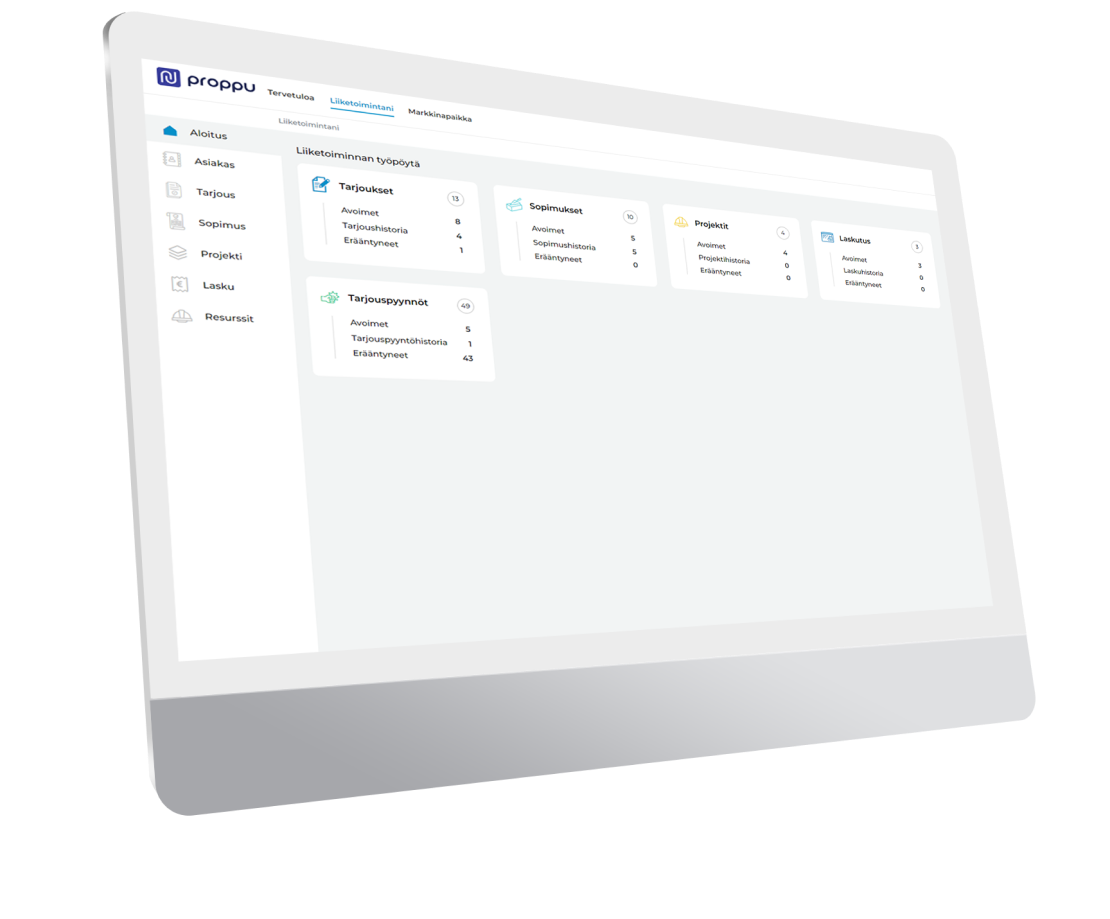 proppu
Tervetuloa Liiketoimintani Markkinapaikka
Liiketoimintani
Aloitus
Asiakas
Tarjous
Sopimus
Projekti
Lasku
Resurssit
Liiketoiminnan työpöytä
Tarjoukset 13
Avoimet 8
Tarjoushistoria 4
Erääntyneet 1
Sopimukset 10
Avoimet 5
Sopimushistoria 5
Erääntyneet 0
Projektit 4
Avoimet 4
Projektihistoria 0
Erääntyneet 0
Laskutus 3
Avoimet 3
Laskuhistoria 0
Erääntyneet 0
Tarjouspyynnöt 49
Avoimet 5
Tarjouspyyntöhistoria 1
Erääntyneet 43